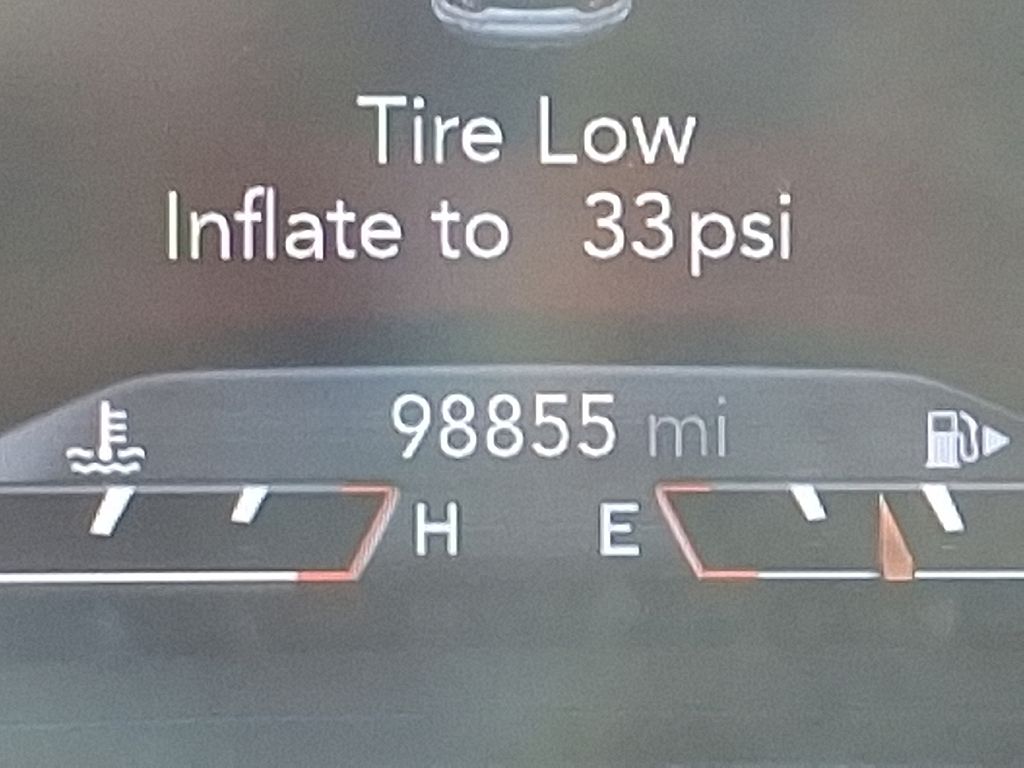 Tire Low
Inflate to 33psi
98855 mi
H E